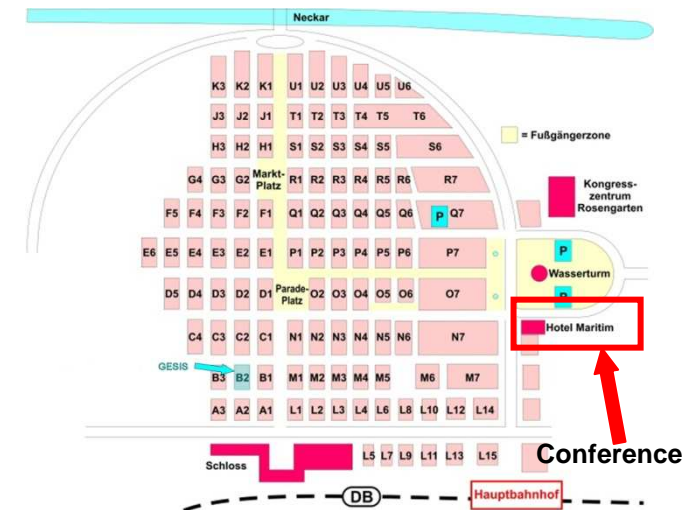 Neckar
K3 K2 K1 U1 U2 U3 U4 U5 U6
J3 J2 J1 T1 T2 T3 T4 T5 T6
= Fußgängerzone
H3 H2 H1 S1 S2 S3 S4 S5 S6
G4 G3 G2 Markt-
Platz R1 R2 R3 R4 R5 R6 R7
Kongress-
zentrum
Rosengarten
F5 F4 F3 F2 F1 Q1 Q2 Q3 Q4 Q5 Q6 P Q7
E6 E5 E4 E3 E2 E1 P1 P2 P3 P4 P5 P6 P7
P
Wasserturm
D5 D4 D3 D2 D1 Parade-
Platz O2 O3 O4 O5 O6 O7
P
Hotel Maritim
C4 C3 C2 C1 N1 N2 N3 N4 N5 N6 N7
GESIS
B3 B2 B1 M1 M2 M3 M4 M5 M6 M7
A3 A2 A1 L1 L2 L3 L4 L6 L8 L10 L12 L14
Conference
L5 L7 L9 L11 L13 L15
Schloss
DB
Hauptbahnhof